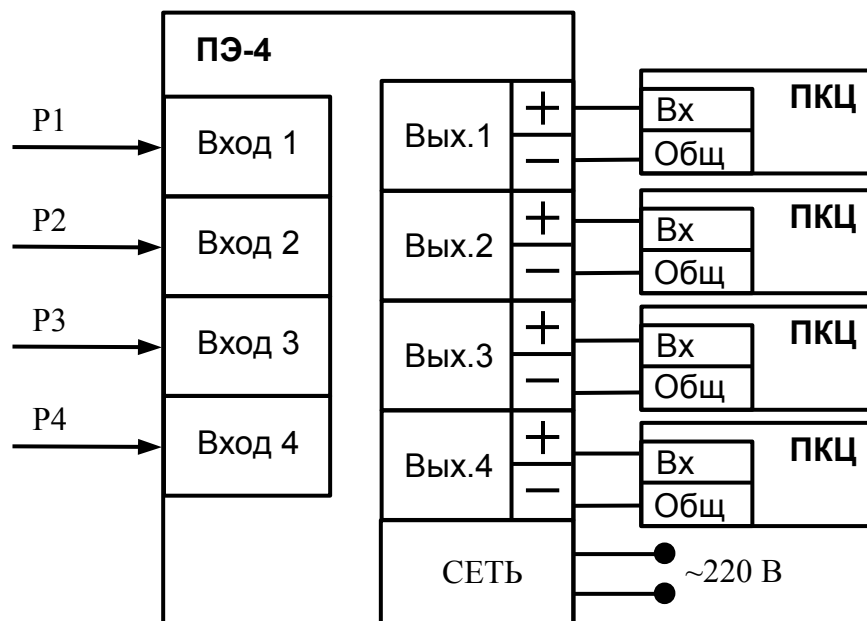 ПЭ-4
P1
Вход 1
P2
Вход 2
P3
Вход 3
P4
Вход 4
Вых.1
+
−
Вых.2
+
−
Вых.3
+
−
Вых.4
+
−
СЕТЬ
~220 В
ПКЦ
Вх
Общ
ПКЦ
Вх
Общ
ПКЦ
Вх
Общ
ПКЦ
Вх
Общ